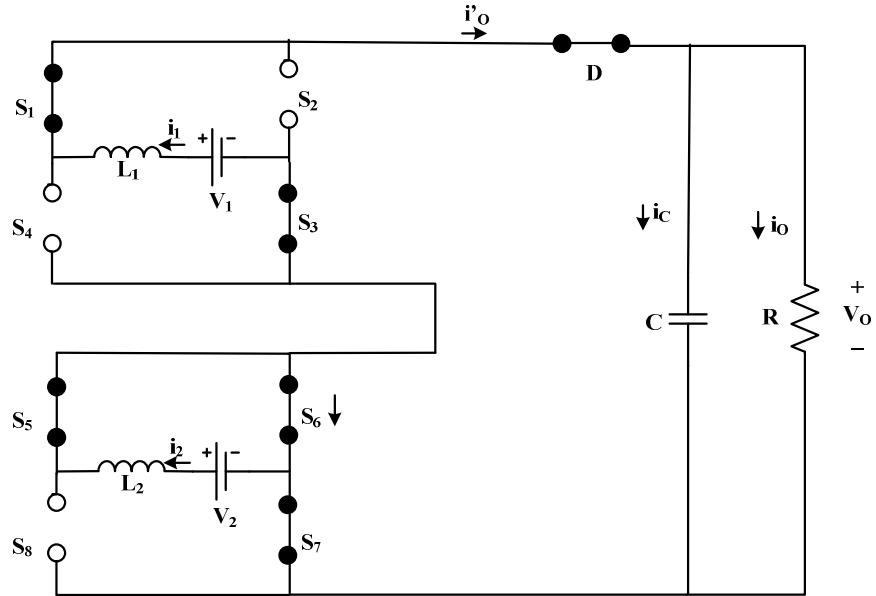 i'O
D
S1
S2
i1
+ -
L1
V1
S4
S3
iC
iO
C
R
+
VO
−
S5
S6
i2
+ -
L2
V2
S8
S7